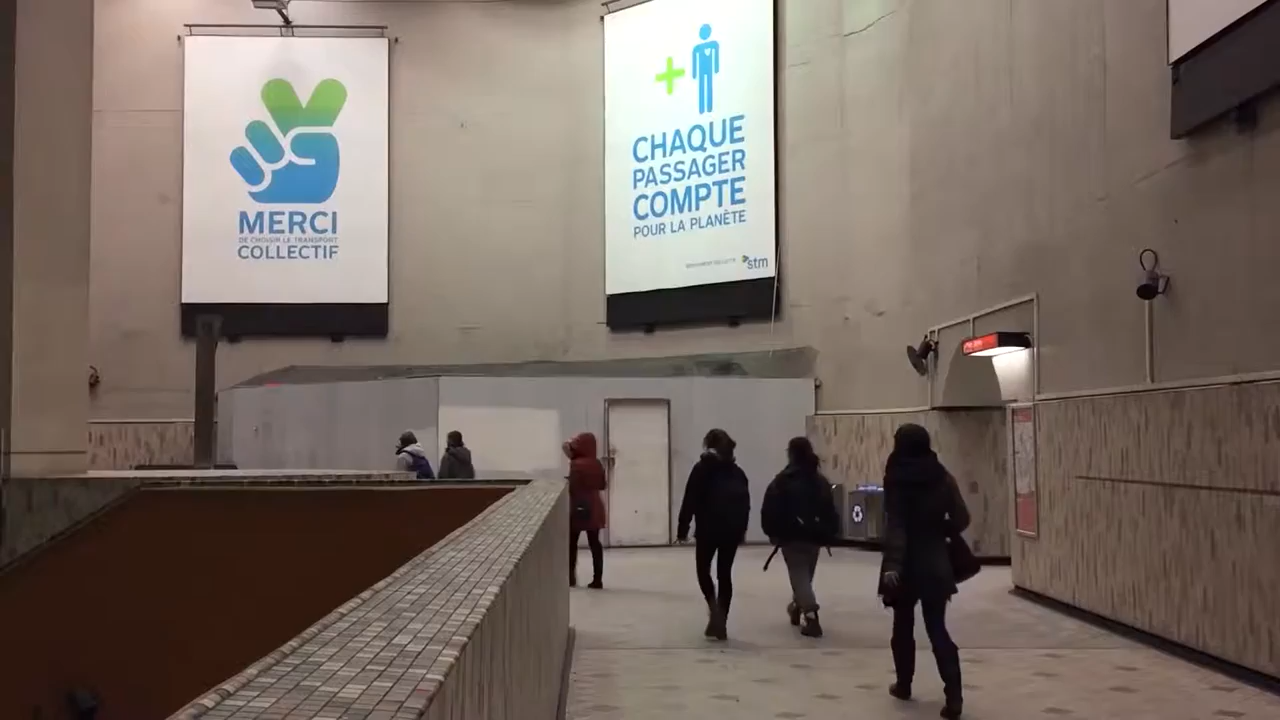 MERCI
DE CHOISIR LE TRANSPORT
COLLECTIF
CHAQUE
PASSAGER
COMPTE
POUR LA PLANÈTE
stm